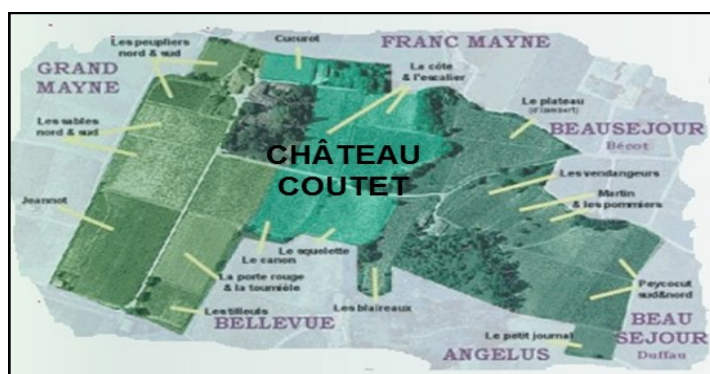 Les peupliers
nord & sud
Cucurot
FRANC MAYNE
GRAND
MAYNE
La côte
& l'escalier
Le plateau
(d'lambert)
BEAUSEJOUR
Bécot
Les sables
nord & sud
CHÂTEAU
COUTET
Les vendangeurs
Martin
& les pommiers
Jeannot
Le squelette
Le canon
La porte rouge
& la tournièle
Les tilleuls
BELLEVUE
Les blaireaux
Peycocut
sud&nord
Le petit journal
BEAU
SEJOUR
Duffau
ANGELUS